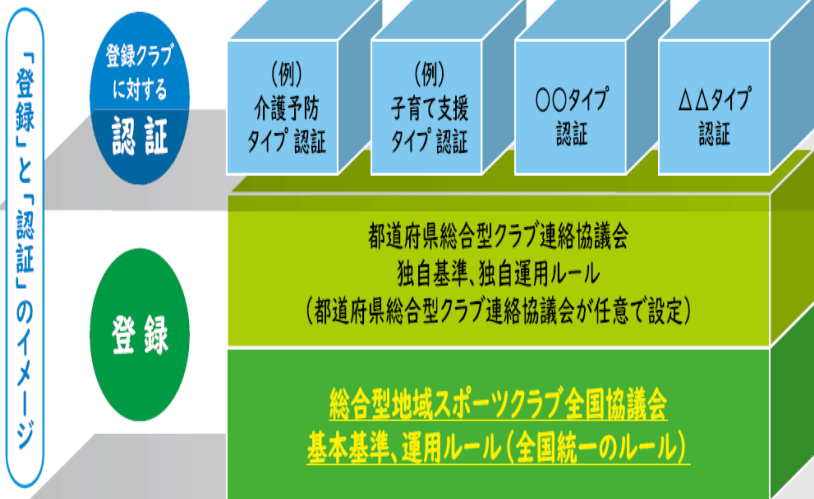 「登録」と「認証」のイメージ
登録クラブ
に対する
認証
(例)
介護予防
タイプ 認証
(例)
子育て支援
タイプ 認証
○○タイプ
認証
△△タイプ
認証
登録
都道府県総合型クラブ連絡協議会
独自基準、独自運用ルール
(都道府県総合型クラブ連絡協議会が任意で設定)
総合型地域スポーツクラブ全国協議会
基本基準、運用ルール(全国統一のルール)